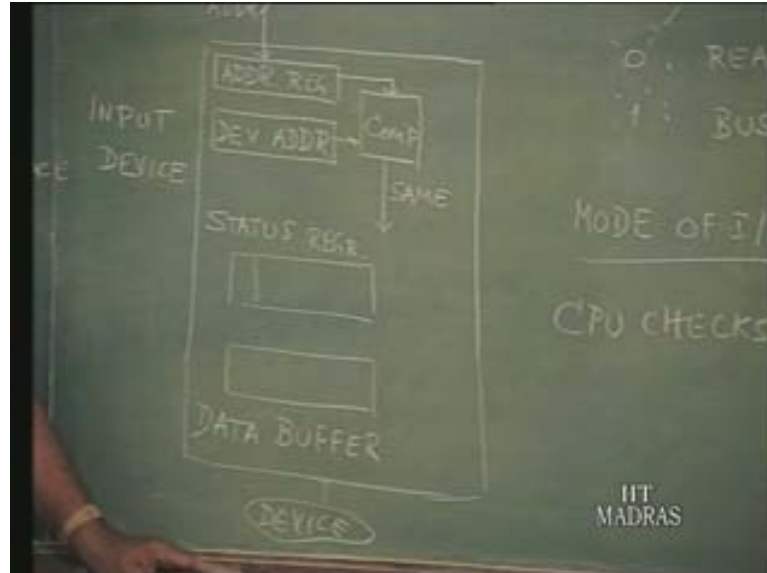 ADDR
ADDR. REG
INPUT
DEVICE
DEV ADDR
COMP
SAME
STATUS REGR.
DATA BUFFER
DEVICE
0 : REA
1 : BUS
MODE OF I/
CPU CHECKS
IIT
MADRAS